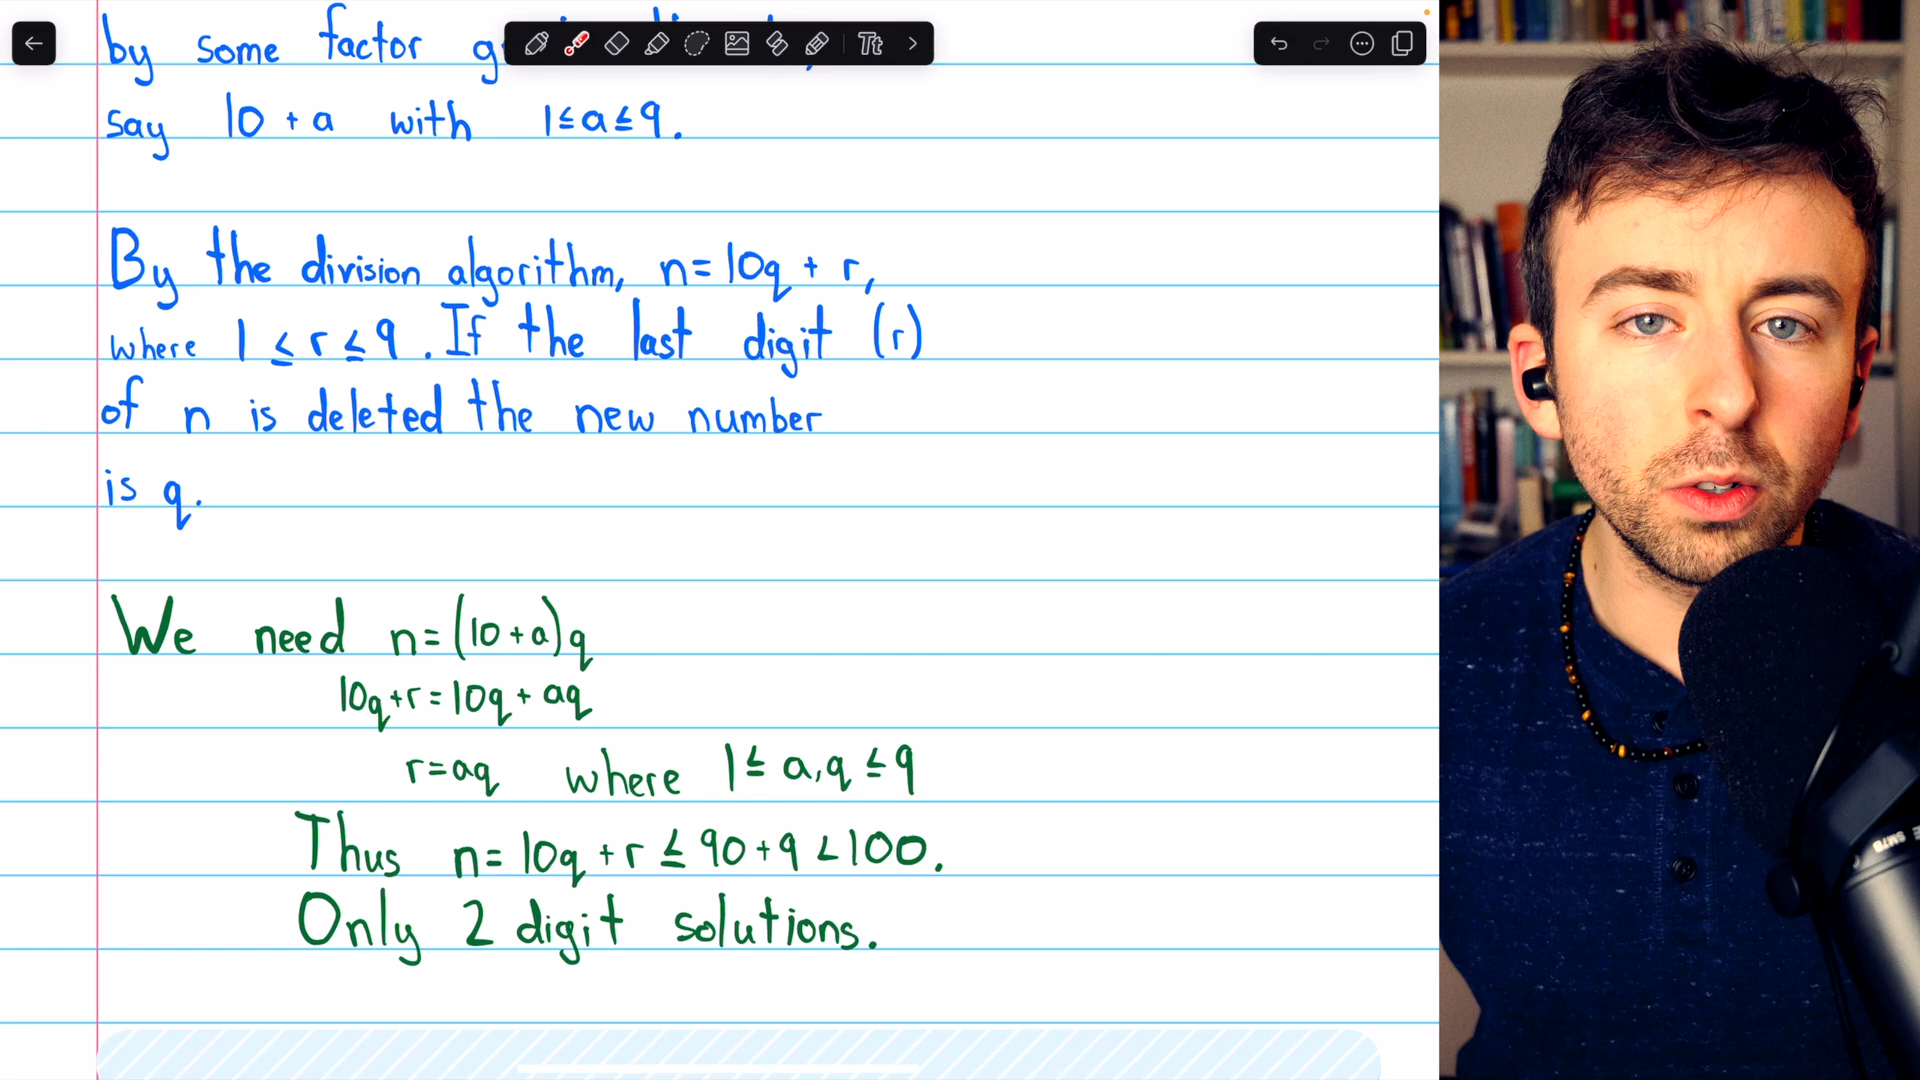 by some factor g
say 10 + a with 1≤a≤9.
By the division algorithm, n=10q + r,
where 1 ≤ r ≤ 9. If the last digit (r)
of n is deleted the new number
is q.
We need n=(10+a)q
10q+r=10q+aq
r=aq where 1≤ a,q ≤9
Thus n=10q+r ≤ 90+9 <100.
Only 2 digit solutions.
Tt
SM7B